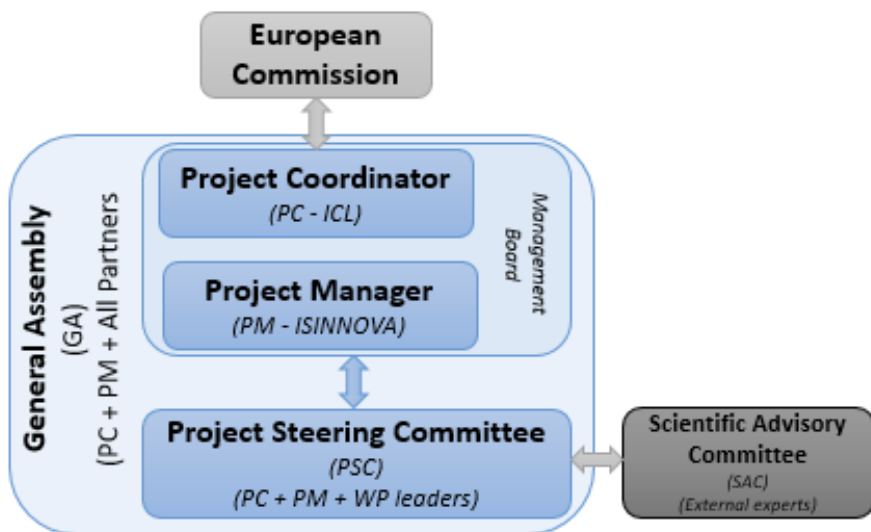 European
Commission
General Assembly
(GA)
(PC + PM + All Partners
Project Coordinator
(PC - ICL)
Management
Board
Project Manager
(PM - ISINNOVA)
Project Steering Committee
(PSC)
(PC + PM + WP leaders)
Scientific Advisory
Committee
(SAC)
(External experts)